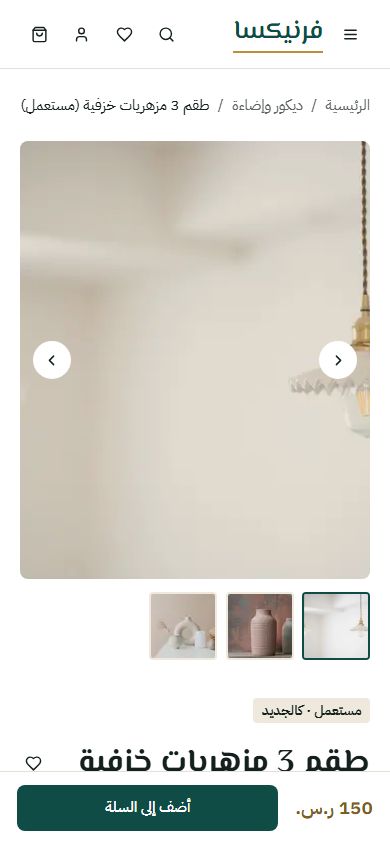 فرنيكسا
الرئيسية / ديكور وإضاءة / طقم 3 مزهريات خزفية (مستعمل)
مستعمل · كالجديد
طقم 3 مزهريات خزفية
150 ر.س.
أضف إلى السلة